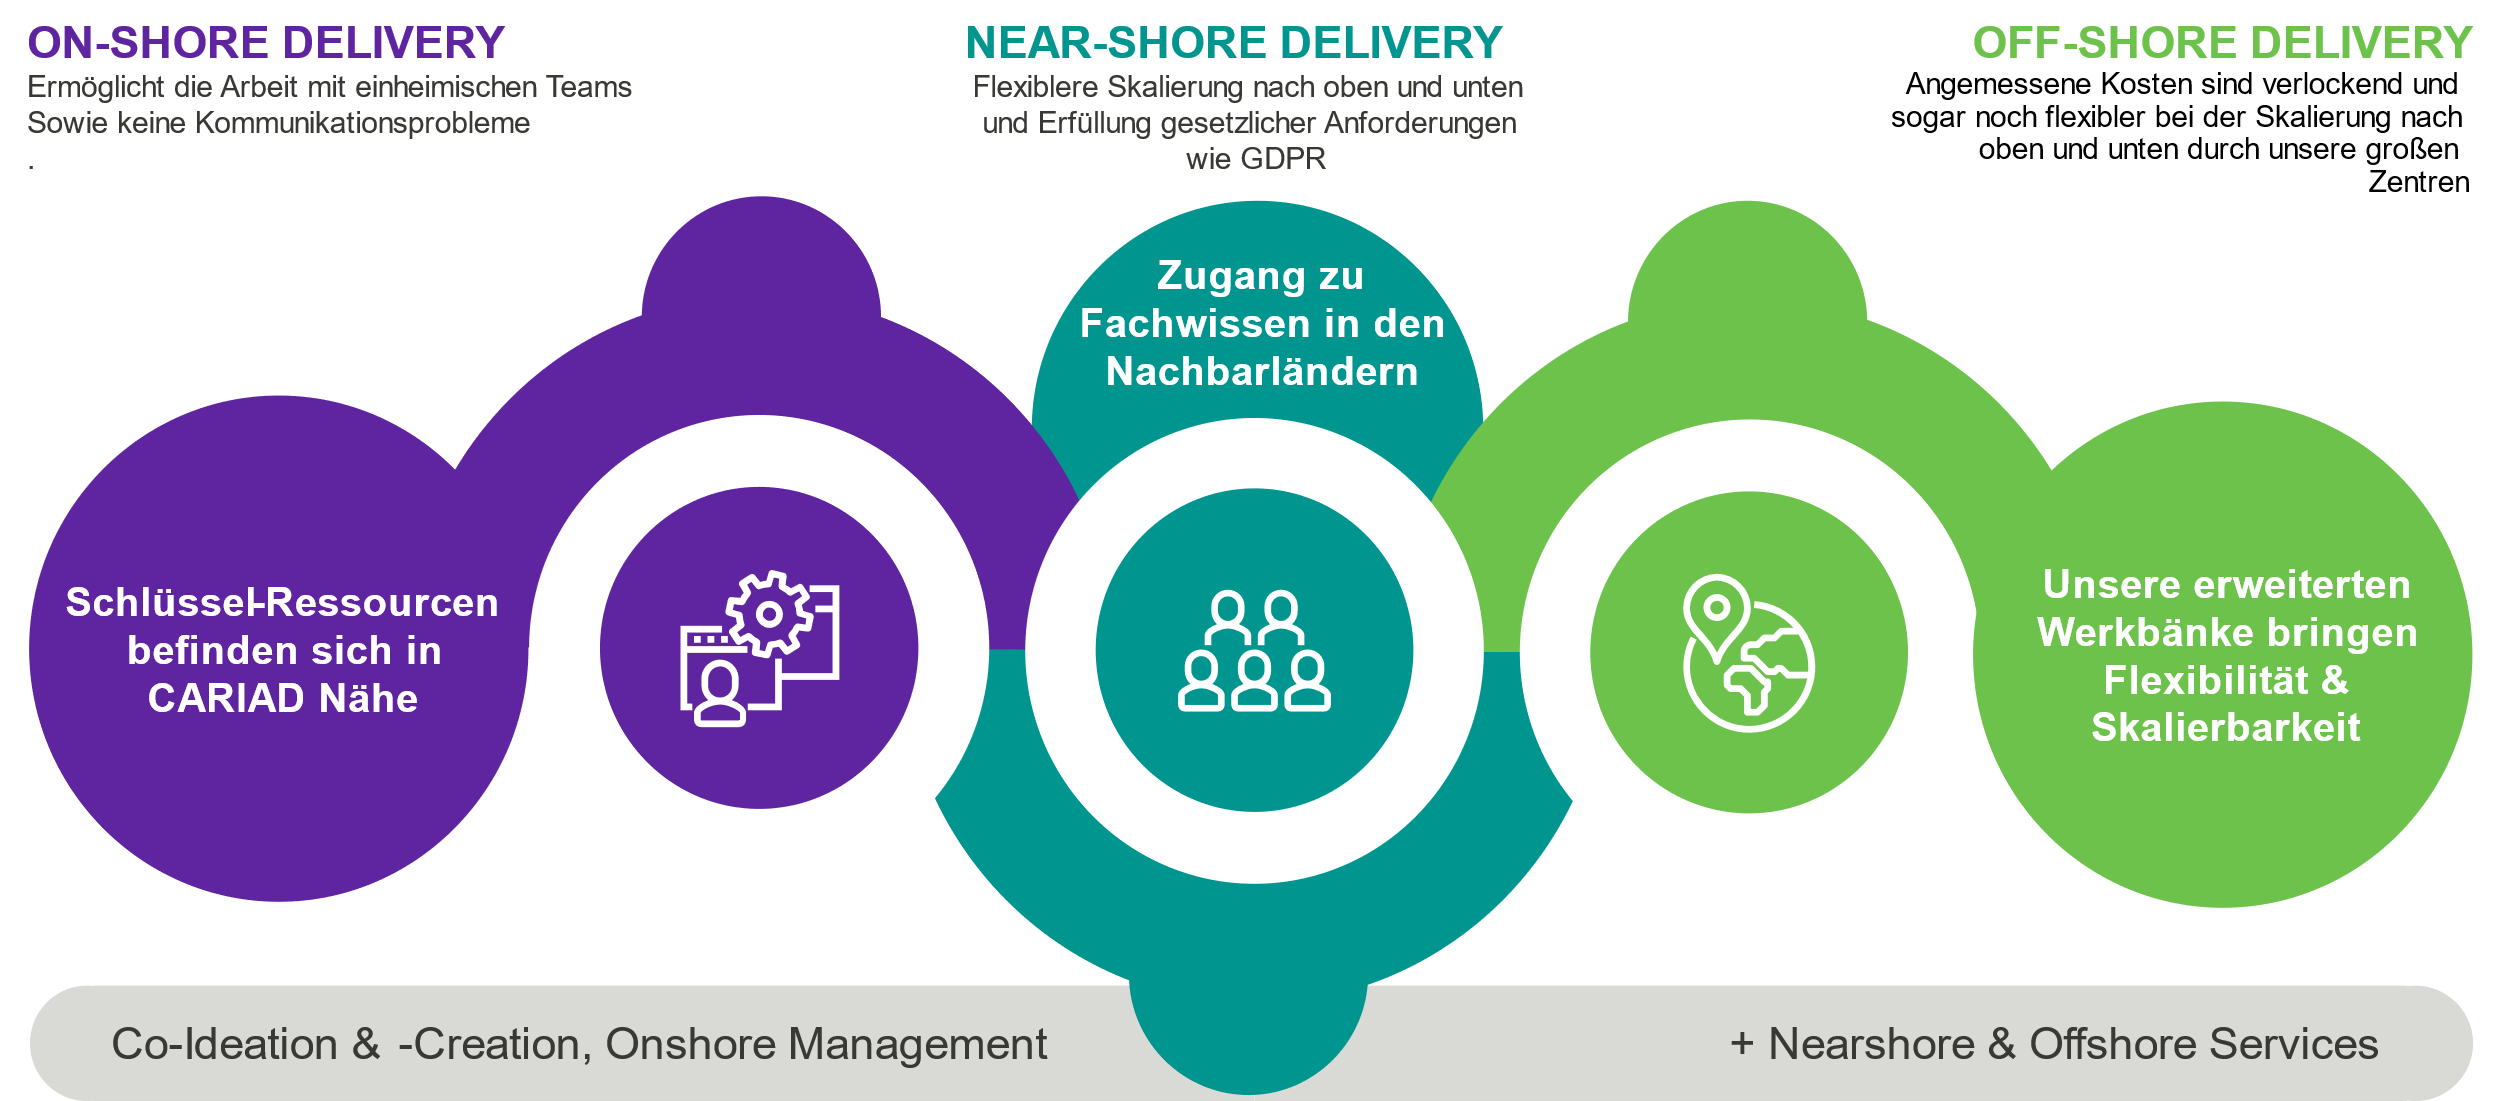 ON-SHORE DELIVERY
Ermöglicht die Arbeit mit einheimischen Teams
Sowie keine Kommunikationsprobleme
.
NEAR-SHORE DELIVERY
Flexiblere Skalierung nach oben und unten
und Erfüllung gesetzlicher Anforderungen
wie GDPR
OFF-SHORE DELIVERY
Angemessene Kosten sind verlockend und
sogar noch flexibler bei der Skalierung nach
oben und unten durch unsere großen
Zentren
Schlüssel-Ressourcen
befinden sich in
CARIAD Nähe
Zugang zu
Fachwissen in den
Nachbarländern
Unsere erweiterten
Werkbänke bringen
Flexibilität &
Skalierbarkeit
Co-Ideation & -Creation, Onshore Management
+ Nearshore & Offshore Services